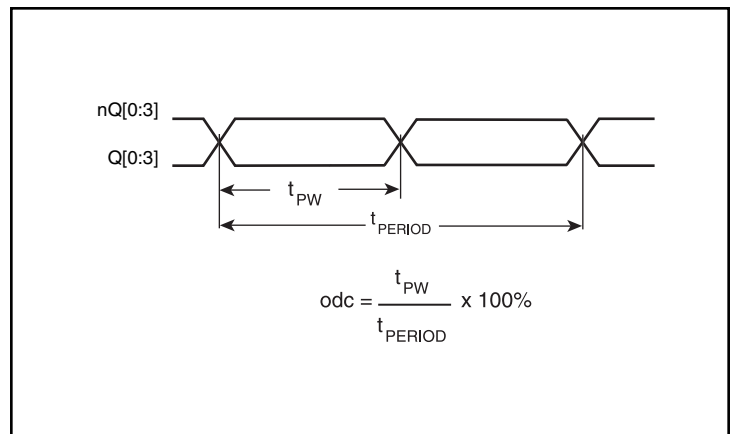 nQ[0:3]
Q[0:3]
tPW
tPERIOD
odc = tPW / tPERIOD x 100%